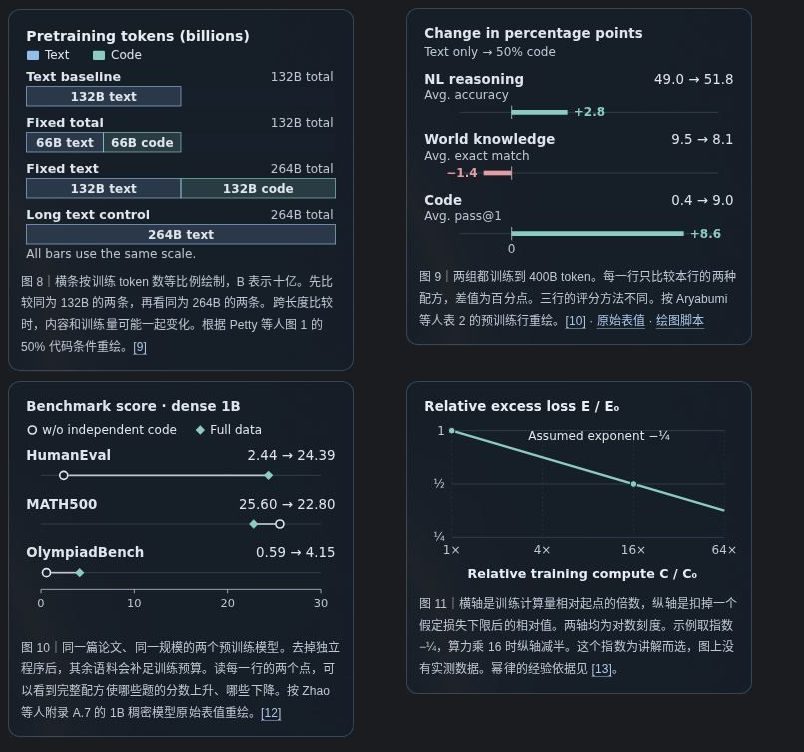 Pretraining tokens (billions)
Text Code
Text baseline 132B total
132B text
Fixed total 132B total
66B text 66B code
Fixed text 264B total
132B text 132B code
Long text control 264B total
264B text
All bars use the same scale.
图 8｜横条按训练 token 数等比例绘制，B 表示十亿。先比
较同为 132B 的两条，再看同为 264B 的两条。跨长度比较
时，内容和训练量可能一起变化。根据 Petty 等人图 1 的
50% 代码条件重绘。[9]
Change in percentage points
Text only → 50% code
NL reasoning 49.0 → 51.8
Avg. accuracy
+2.8
World knowledge 9.5 → 8.1
Avg. exact match
−1.4
Code 0.4 → 9.0
Avg. pass@1
+8.6
0
图 9｜两组都训练到 400B token。每一行只比较本行的两种
配方，差值为百分点。三行的评分方法不同。按 Aryabumi
等人表 2 的预训练行重绘。[10] · 原始表值 · 绘图脚本
Benchmark score · dense 1B
w/o independent code Full data
HumanEval 2.44 → 24.39
MATH500 25.60 → 22.80
OlympiadBench 0.59 → 4.15
0 10 20 30
图 10｜同一篇论文、同一规模的两个预训练模型。去掉独立
程序后，其余语料会补足训练预算。读每一行的两个点，可
以看到完整配方使哪些题的分数上升、哪些下降。按 Zhao
等人附录 A.7 的 1B 稠密模型原始表值重绘。[12]
Relative excess loss E / E₀
1
Assumed exponent −¼
½
¼
1× 4× 16× 64×
Relative training compute C / C₀
图 11｜横轴是训练计算量相对起点的倍数，纵轴是扣掉一个
假定损失下限后的相对值。两轴均为对数刻度。示例取指数
−¼，算力乘 16 时纵轴减半。这个指数为讲解而选，图上没
有实测数据。幂律的经验依据见 [13]。